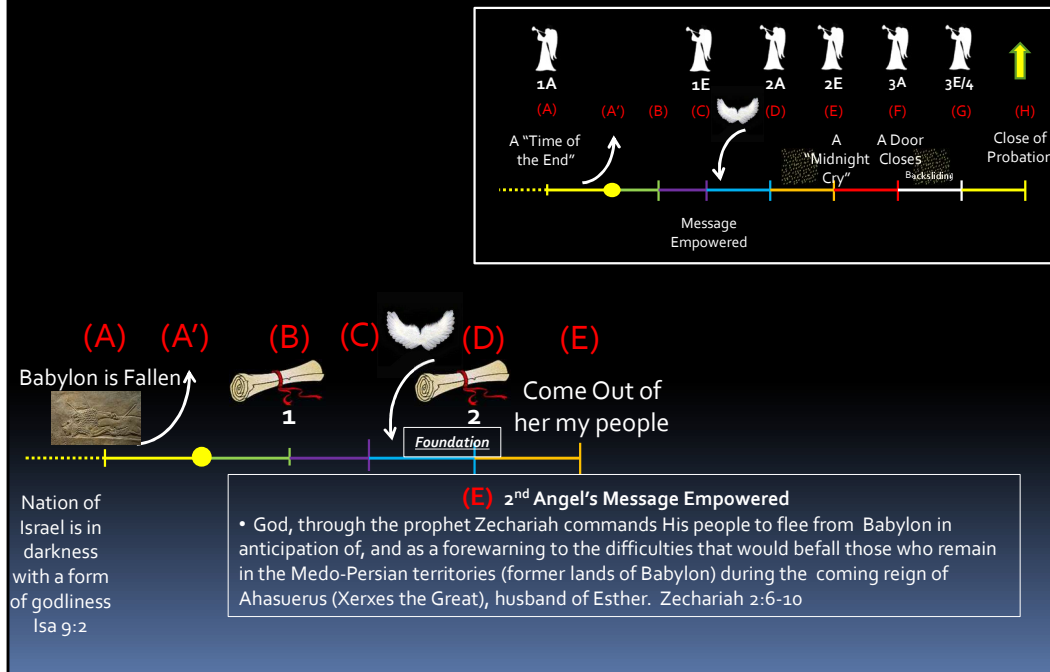 1A 1E 2A 2E 3A 3E/4
(A) (A') (B) (C) (D) (E) (F) (G) (H)
A "Time of
the End"
A
"Midnight
Cry"
A Door
Closes
Backsliding
Close of
Probation
Message
Empowered
(A) (A') (B) (C) (D) (E)
Babylon is Fallen
1
2
Come Out of
her my people
Foundation
Nation of
Israel is in
darkness
with a form
of godliness
Isa 9:2
(E) 2nd Angel's Message Empowered
• God, through the prophet Zechariah commands His people to flee from Babylon in
anticipation of, and as a forewarning to the difficulties that would befall those who remain
in the Medo-Persian territories (former lands of Babylon) during the coming reign of
Ahasuerus (Xerxes the Great), husband of Esther. Zechariah 2:6-10